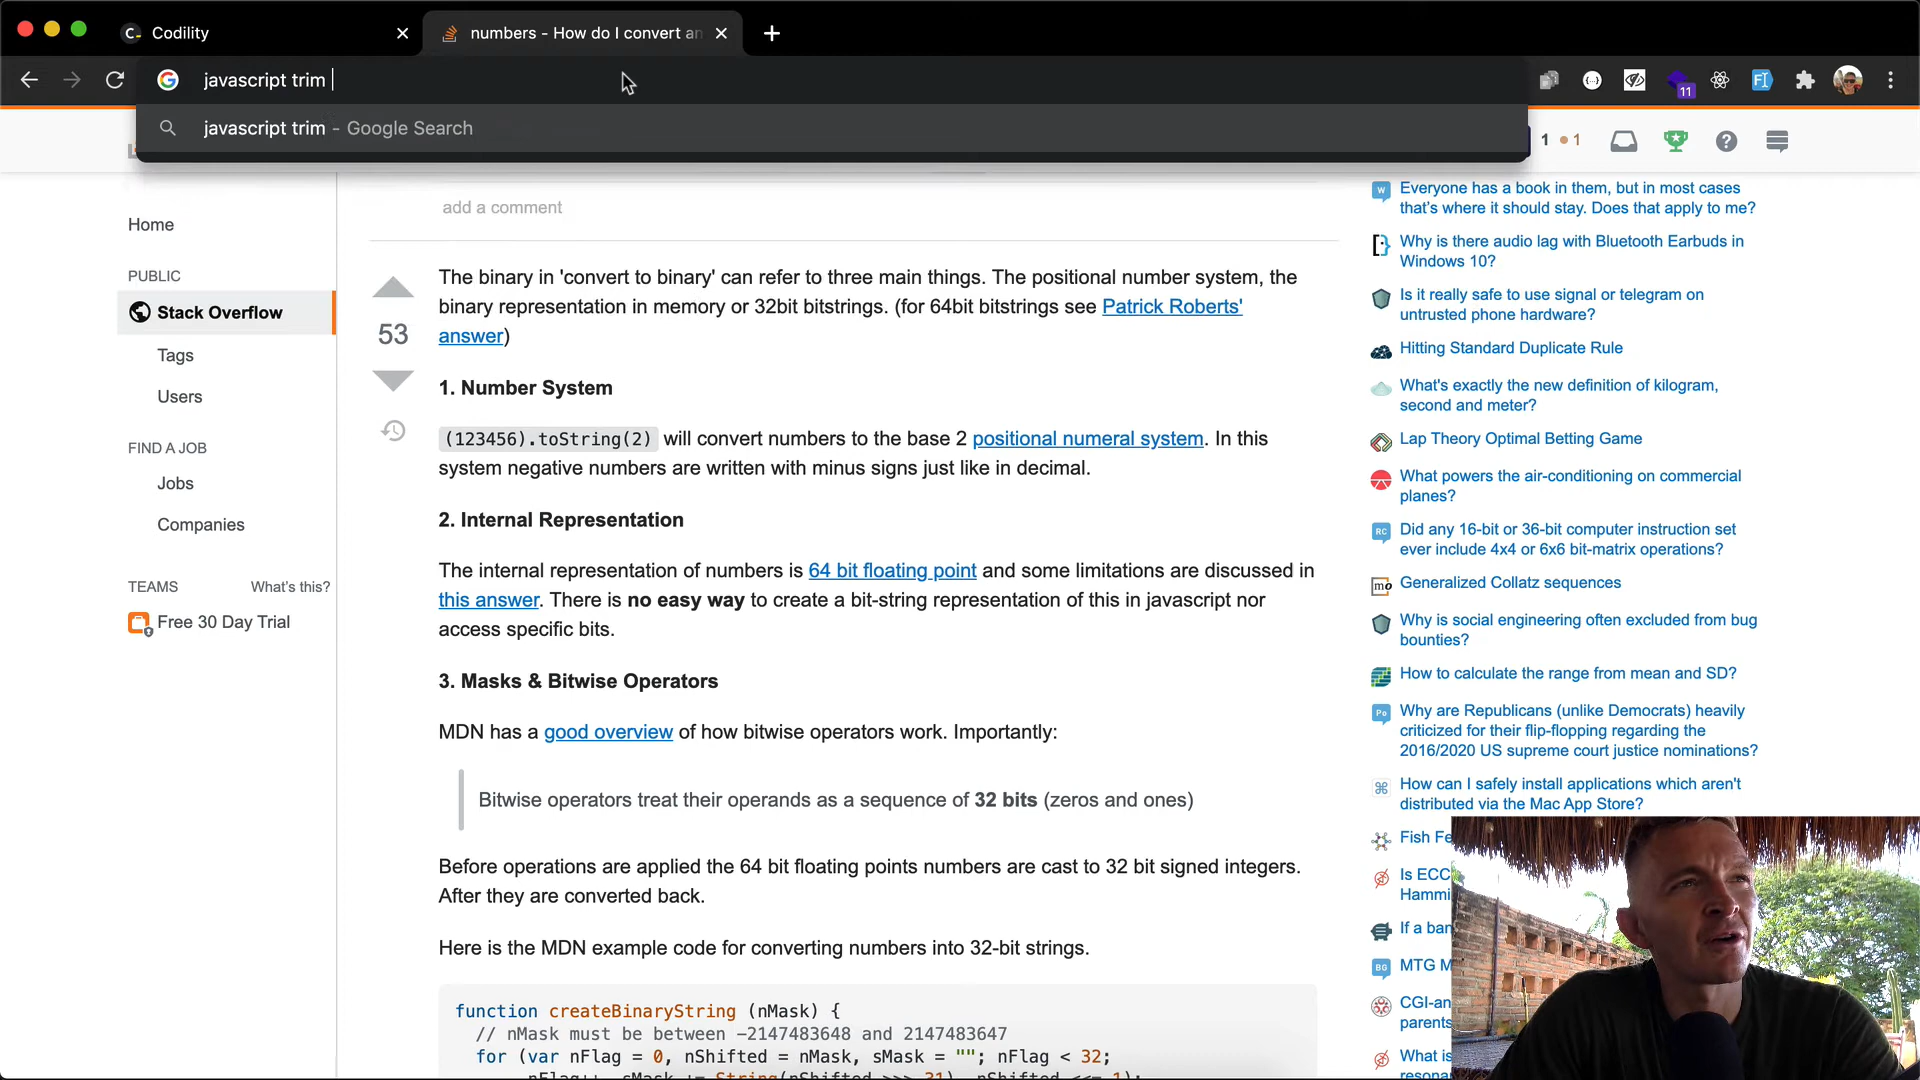 Codility
numbers - How do I convert an
javascript trim
11
javascript trim - Google Search
1 • 1
add a comment
Everyone has a book in them, but in most cases
that's where it should stay. Does that apply to me?
Home
Why is there audio lag with Bluetooth Earbuds in
Windows 10?
PUBLIC
Stack Overflow
Tags
Users
FIND A JOB
Jobs
Companies
TEAMS What's this?
Free 30 Day Trial
53
The binary in 'convert to binary' can refer to three main things. The positional number system, the
binary representation in memory or 32bit bitstrings. (for 64bit bitstrings see Patrick Roberts'
answer)
1. Number System
(123456).toString(2) will convert numbers to the base 2 positional numeral system. In this
system negative numbers are written with minus signs just like in decimal.
2. Internal Representation
The internal representation of numbers is 64 bit floating point and some limitations are discussed in
this answer. There is no easy way to create a bit-string representation of this in javascript nor
access specific bits.
3. Masks & Bitwise Operators
MDN has a good overview of how bitwise operators work. Importantly:
Bitwise operators treat their operands as a sequence of 32 bits (zeros and ones)
Before operations are applied the 64 bit floating points numbers are cast to 32 bit signed integers.
After they are converted back.
Here is the MDN example code for converting numbers into 32-bit strings.
function createBinaryString (nMask) {
// nMask must be between -2147483648 and 2147483647
for (var nFlag = 0, nShifted = nMask, sMask = ""; nFlag < 32;
nFlag++, sMask += String(nShifted >>> 31), nShifted <<= 1);
Is it really safe to use signal or telegram on
untrusted phone hardware?
Hitting Standard Duplicate Rule
What's exactly the new definition of kilogram,
second and meter?
Lap Theory Optimal Betting Game
What powers the air-conditioning on commercial
planes?
Did any 16-bit or 36-bit computer instruction set
ever include 4x4 or 6x6 bit-matrix operations?
Generalized Collatz sequences
Why is social engineering often excluded from bug
bounties?
How to calculate the range from mean and SD?
Why are Republicans (unlike Democrats) heavily
criticized for their flip-flopping regarding the
2016/2020 US supreme court justice nominations?
How can I safely install applications which aren't
distributed via the Mac App Store?
Fish Fe
Is ECC
Hammi
If a ban
MTG M
CGI-an
parents
What is
resona